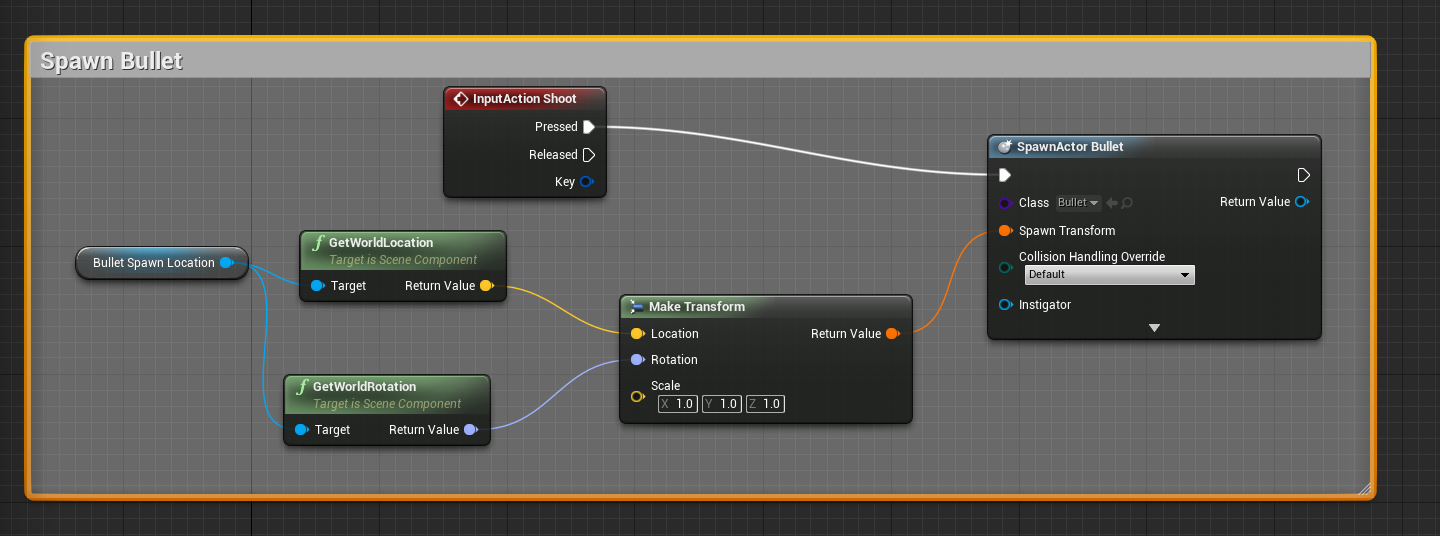 Spawn Bullet
InputAction Shoot
Pressed
Released
Key
Bullet Spawn Location
GetWorldLocation
Target is Scene Component
Target Return Value
GetWorldRotation
Target is Scene Component
Target Return Value
Make Transform
Location Return Value
Rotation
Scale
X 1.0 Y 1.0 Z 1.0
SpawnActor Bullet
Class Bullet Return Value
Spawn Transform
Collision Handling Override
Default
Instigator